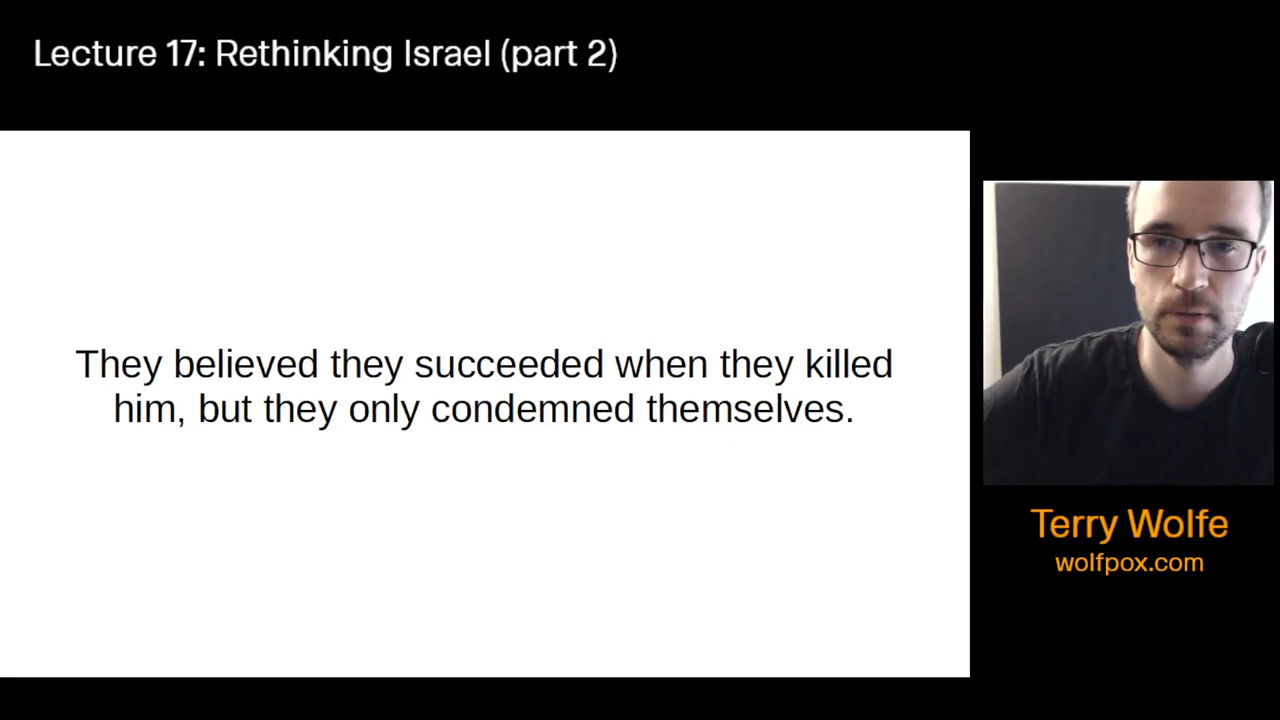 Lecture 17: Rethinking Israel (part 2)
They believed they succeeded when they killed
him, but they only condemned themselves.
Terry Wolfe
wolfpox.com